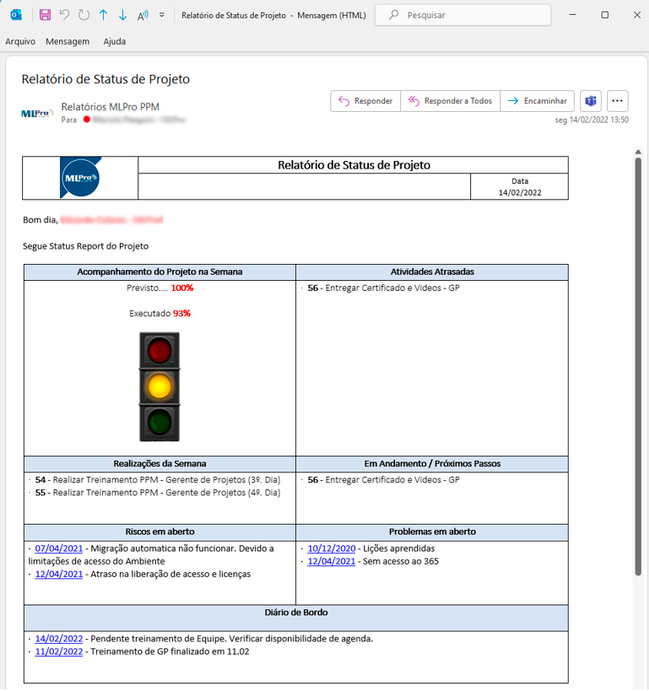 Relatório de Status de Projeto - Mensagem (HTML)
Pesquisar
Arquivo Mensagem Ajuda
Relatório de Status de Projeto
MLPro
Relatórios MLPro PPM
Para
Responder
Responder a Todos
Encaminhar
seg 14/02/2022 13:50
MLPro
Relatório de Status de Projeto
Data
14/02/2022
Bom dia,
Segue Status Report do Projeto
Acompanhamento do Projeto na Semana
Previsto.... 100%
Executado 93%
Atividades Atrasadas
· 56 - Entregar Certificado e Videos - GP
Realizações da Semana
· 54 - Realizar Treinamento PPM - Gerente de Projetos (3º. Dia)
· 55 - Realizar Treinamento PPM - Gerente de Projetos (4º. Dia)
Em Andamento / Próximos Passos
· 56 - Entregar Certificado e Videos - GP
Riscos em aberto
· 07/04/2021 - Migração automatica não funcionar. Devido a
limitações de acesso do Ambiente
· 12/04/2021 - Atraso na liberação de acesso e licenças
Problemas em aberto
· 10/12/2020 - Lições aprendidas
· 12/04/2021 - Sem acesso ao 365
Diário de Bordo
· 14/02/2022 - Pendente treinamento de Equipe. Verificar disponibilidade de agenda.
· 11/02/2022 - Treinamento de GP finalizado em 11.02